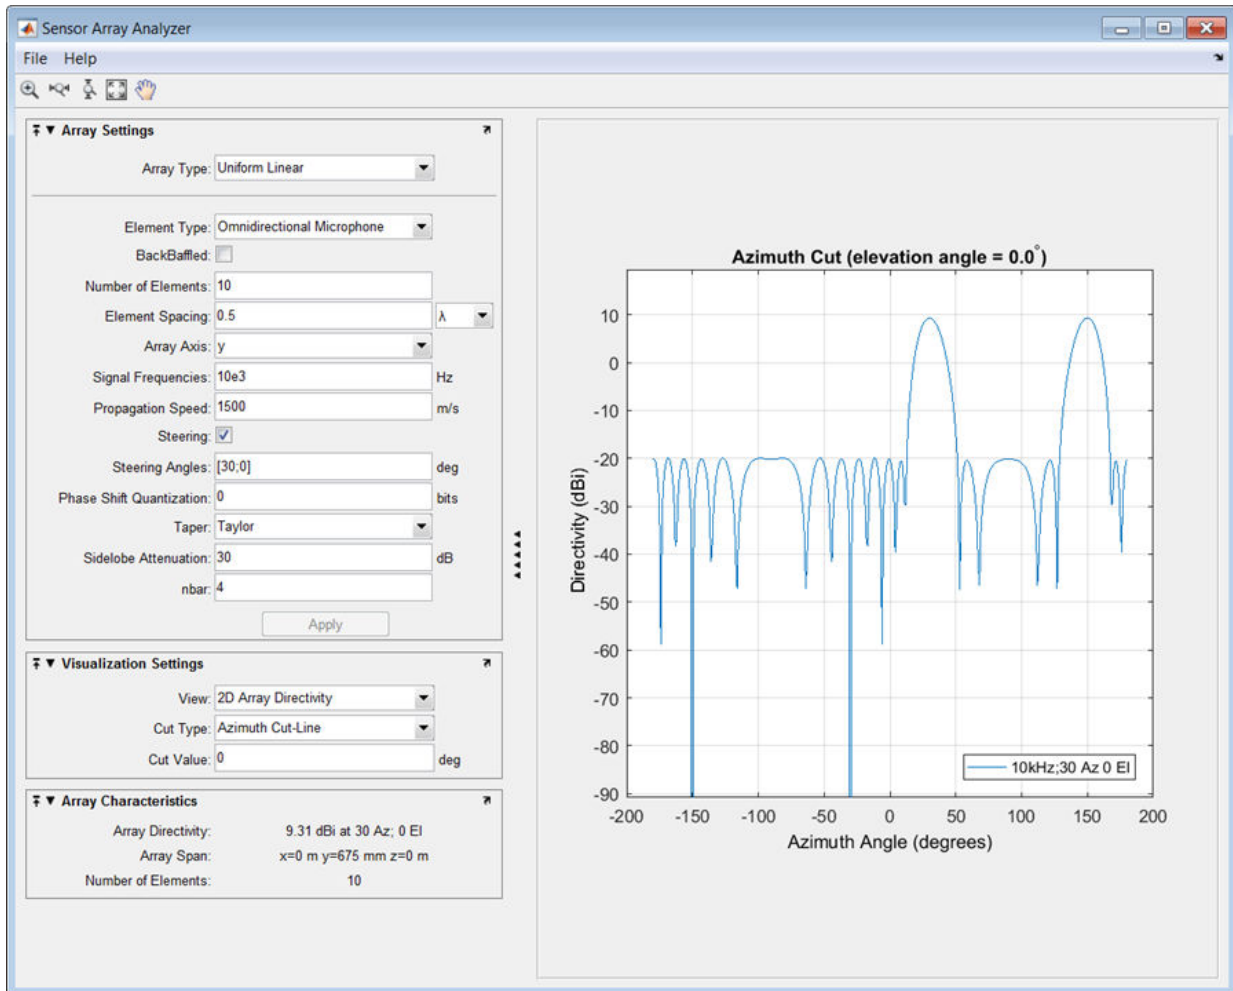 Sensor Array Analyzer
File Help
Array Settings
Array Type: Uniform Linear
Element Type: Omnidirectional Microphone
BackBaffled:
Number of Elements: 10
Element Spacing: 0.5 λ
Array Axis: y
Signal Frequencies: 10e3 Hz
Propagation Speed: 1500 m/s
Steering:
Steering Angles: [30;0] deg
Phase Shift Quantization: 0 bits
Taper: Taylor
Sidelobe Attenuation: 30 dB
nbar: 4
Apply
Visualization Settings
View: 2D Array Directivity
Cut Type: Azimuth Cut-Line
Cut Value: 0 deg
Array Characteristics
Array Directivity: 9.31 dBi at 30 Az; 0 El
Array Span: x=0 m y=675 mm z=0 m
Number of Elements: 10
Azimuth Cut (elevation angle = 0.0°)
Directivity (dBi)
10
0
-10
-20
-30
-40
-50
-60
-70
-80
-90
10kHz;30 Az 0 El
-200 -150 -100 -50 0 50 100 150 200
Azimuth Angle (degrees)